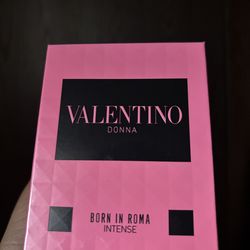 VALENTINO
DONNA
BORN IN ROMA
INTENSE